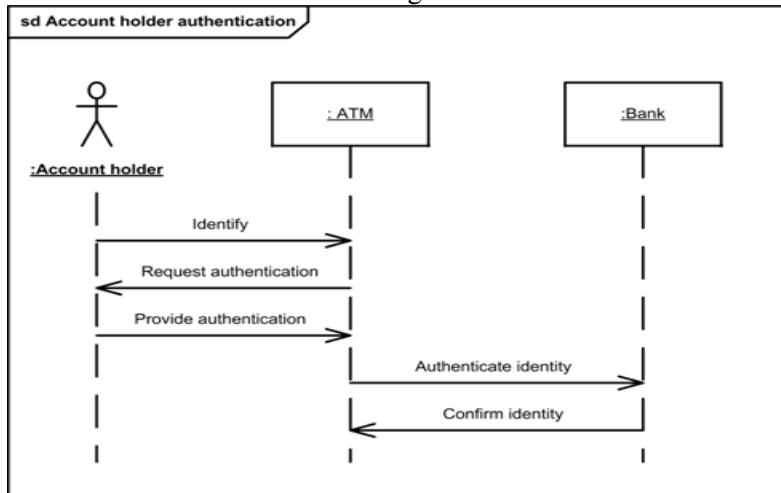 sd Account holder authentication
: ATM
:Bank
:Account holder
Identify
Request authentication
Provide authentication
Authenticate identity
Confirm identity